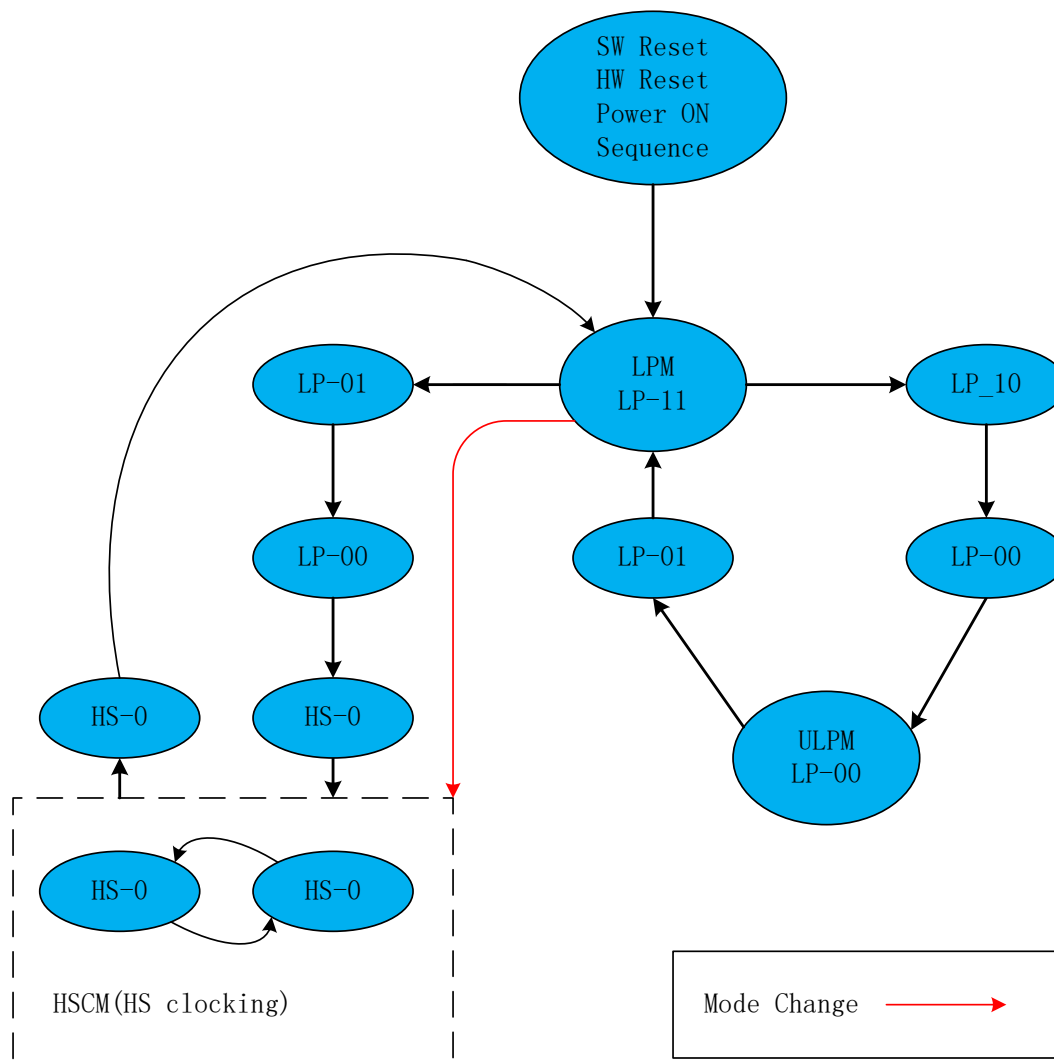 SW Reset
HW Reset
Power ON
Sequence
LP-01
LPM
LP-11
LP_10
LP-00
LP-01
LP-00
HS-0
HS-0
ULPM
LP-00
HS-0
HS-0
HSCM(HS clocking)
Mode Change